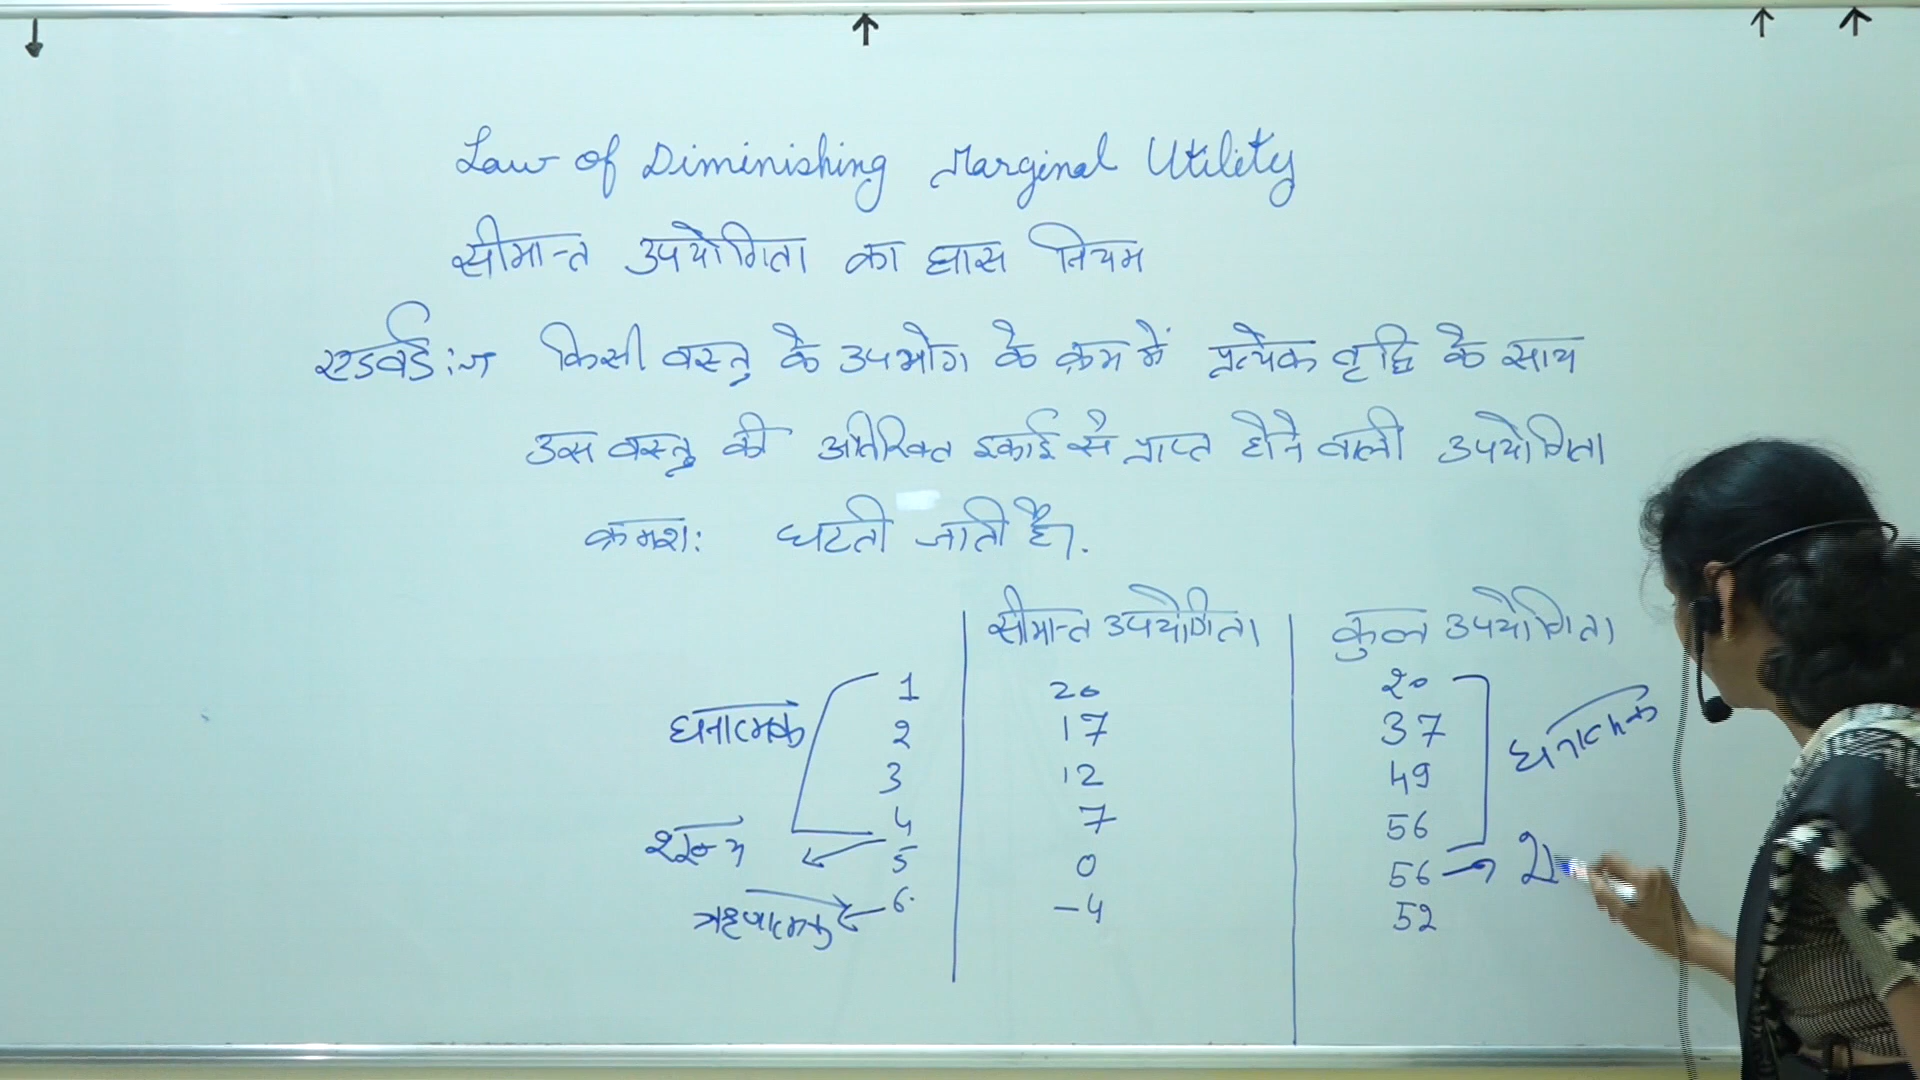 Law of Diminishing Marginal Utility
सीमान्त उपयोगिता का ह्रास नियम
एडवर्ड :→ किसी वस्तु के उपभोग के क्रम में प्रत्येक वृद्धि के साथ
उस वस्तु की अतिरिक्त इकाई से प्राप्त होने वाली उपयोगिता
क्रमशः घटती जाती है।
सीमान्त उपयोगिता कुल उपयोगिता
1 20 20
धनात्मक 2 17 37 धनात्मक
3 12 49
4 7 56
शून्य 5 0 56 → शू
ऋणात्मक 6 -4 52